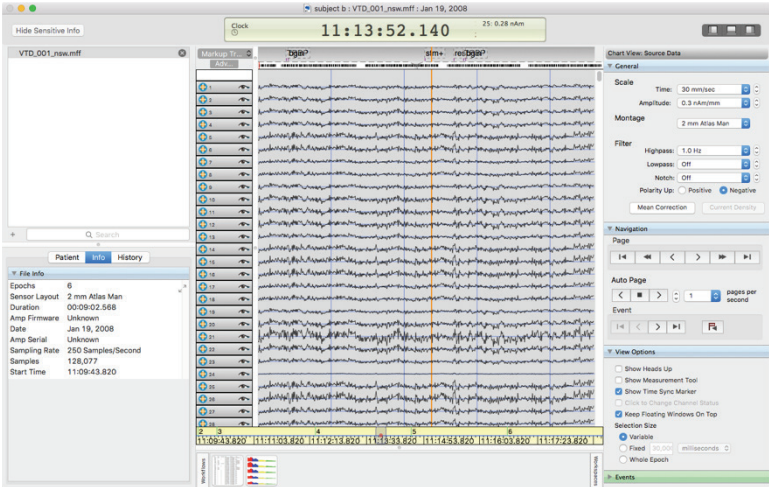 subject b : VTD_001_nsw.mff : Jan 19, 2008
Hide Sensitive Info
Clock
11:13:52.140
25: 0.28 nAm
VTD_001_nsw.mff
Search
Patient Info History
File Info
Epochs 6
Sensor Layout 2 mm Atlas Man
Duration 00:09:02.568
Amp Firmware Unknown
Date Jan 19, 2008
Amp Serial Unknown
Sampling Rate 250 Samples/Second
Samples 128,077
Start Time 11:09:43.820
Markup Tr...
Adv...
stm+
1
2
3
4
5
6
7
8
9
10
11
12
13
14
15
16
17
18
19
20
21
22
23
24
25
26
27
28
2 3 4 5 6
11:09:43.820 11:11:03.820 11:12:13.820 11:13:33.820 11:14:53.820 11:16:03.820 11:17:23.820
Workflows
Workspaces
Chart View: Source Data
General
Scale
Time: 30 mm/sec
Amplitude: 0.3 nAm/mm
Montage
2 mm Atlas Man
Filter
Highpass: 1.0 Hz
Lowpass: Off
Notch: Off
Polarity Up: Positive Negative
Mean Correction Current Density
Navigation
Page
Auto Page
1 pages per second
Event
View Options
Show Heads Up
Show Measurement Tool
Show Time Sync Marker
Click to Change Channel Status
Keep Floating Windows On Top
Selection Size
Variable
Fixed 30,000 milliseconds
Whole Epoch
Events